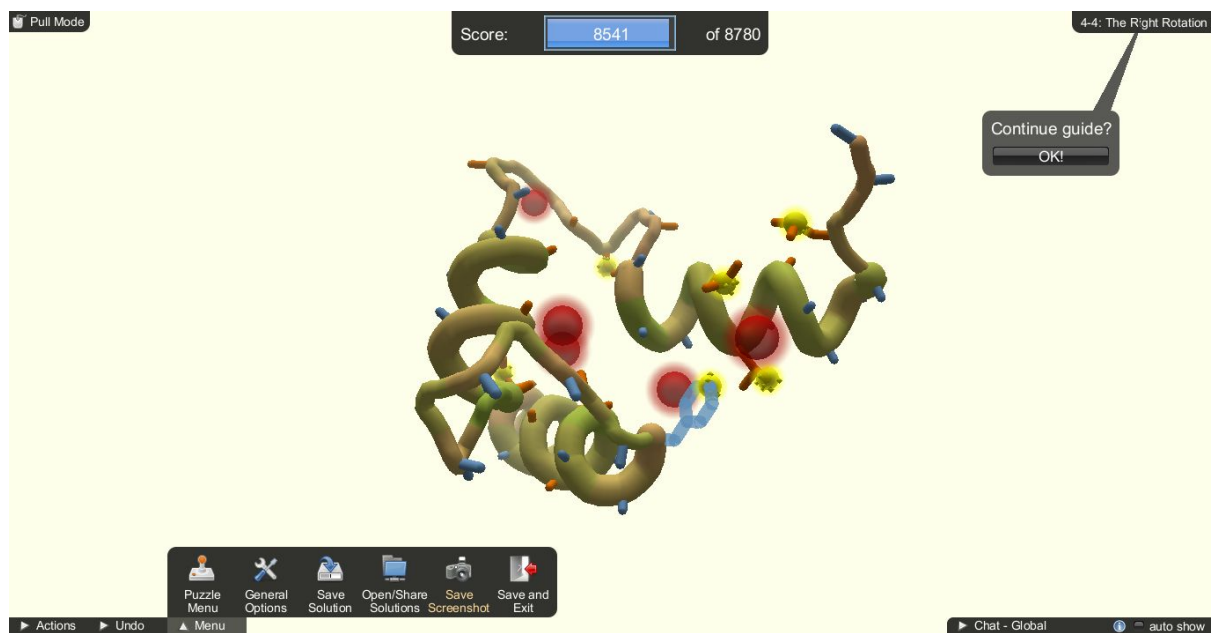 Pull Mode
Score: 8541 of 8780
4-4: The Right Rotation
Continue guide?
OK!
Puzzle Menu
General Options
Save Solution
Open/Share Solutions
Save Screenshot
Save and Exit
Actions
Undo
Menu
Chat - Global
auto show